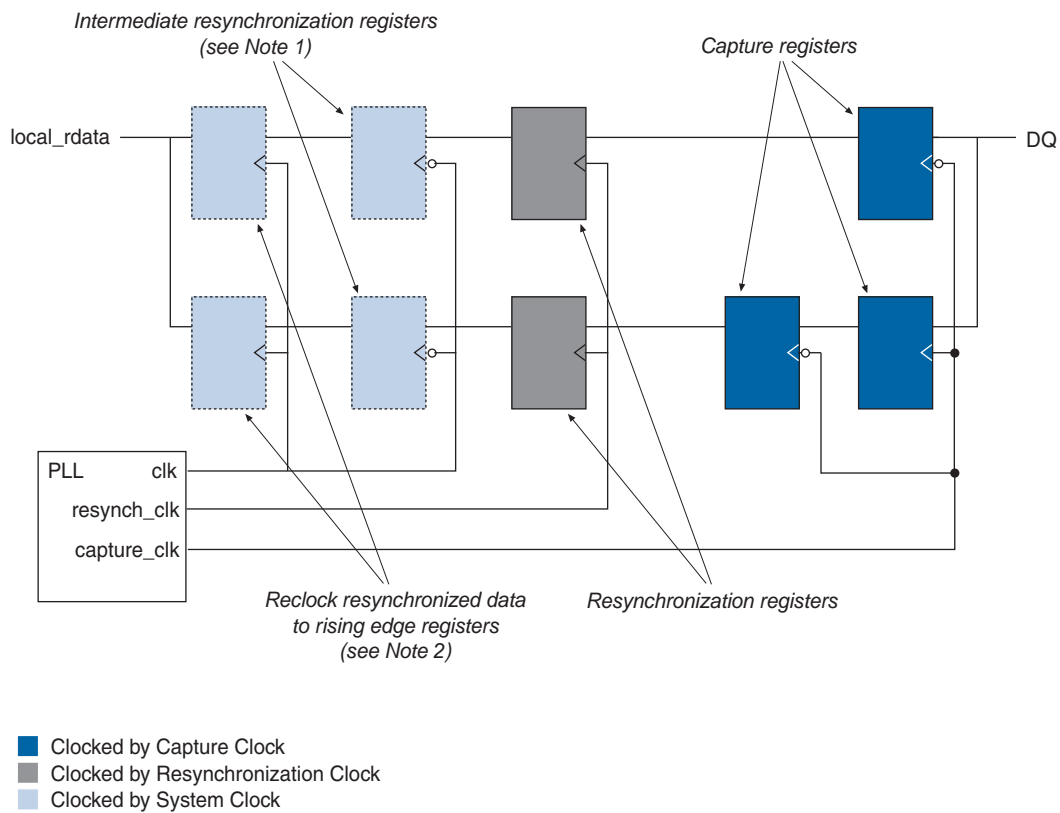 Intermediate resynchronization registers
(see Note 1)
Capture registers
local_rdata
DQ
PLL
clk
resynch_clk
capture_clk
Reclock resynchronized data
to rising edge registers
(see Note 2)
Resynchronization registers
Clocked by Capture Clock
Clocked by Resynchronization Clock
Clocked by System Clock